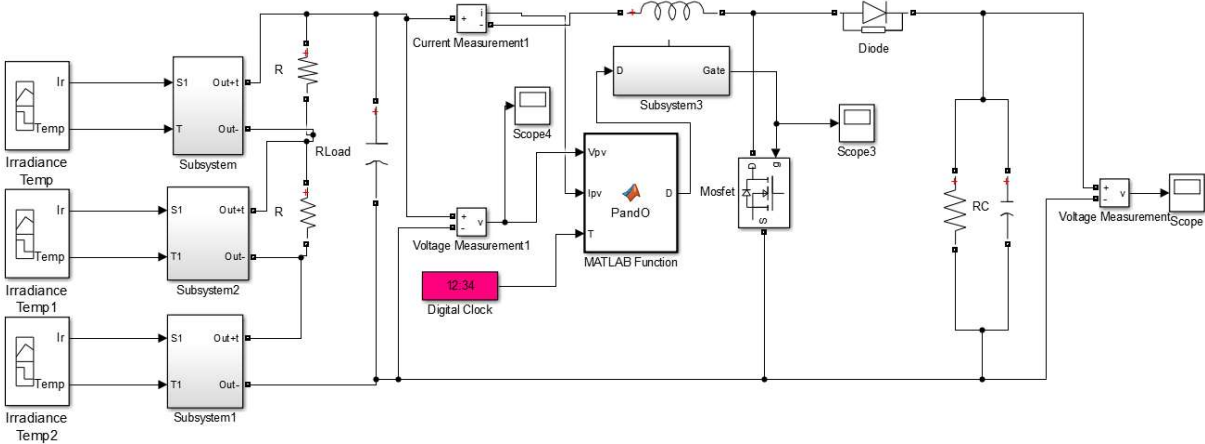 Ir
Temp
Irradiance
Temp
S1
T
Out+t
Out-
Subsystem
R
RLoad
Ir
Temp
Irradiance
Temp1
S1
T1
Out+t
Out-
Subsystem2
R
Ir
Temp
Irradiance
Temp2
S1
T1
Out+t
Out-
Subsystem1
+
-
i
Current Measurement1
Scope4
+
-
v
Voltage Measurement1
12:34
Digital Clock
D
Gate
Subsystem3
Vpv
Ipv
T
D
PandO
MATLAB Function
Scope3
Mosfet
D
g
S
Diode
RC
+
-
v
Voltage Measurement
Scope